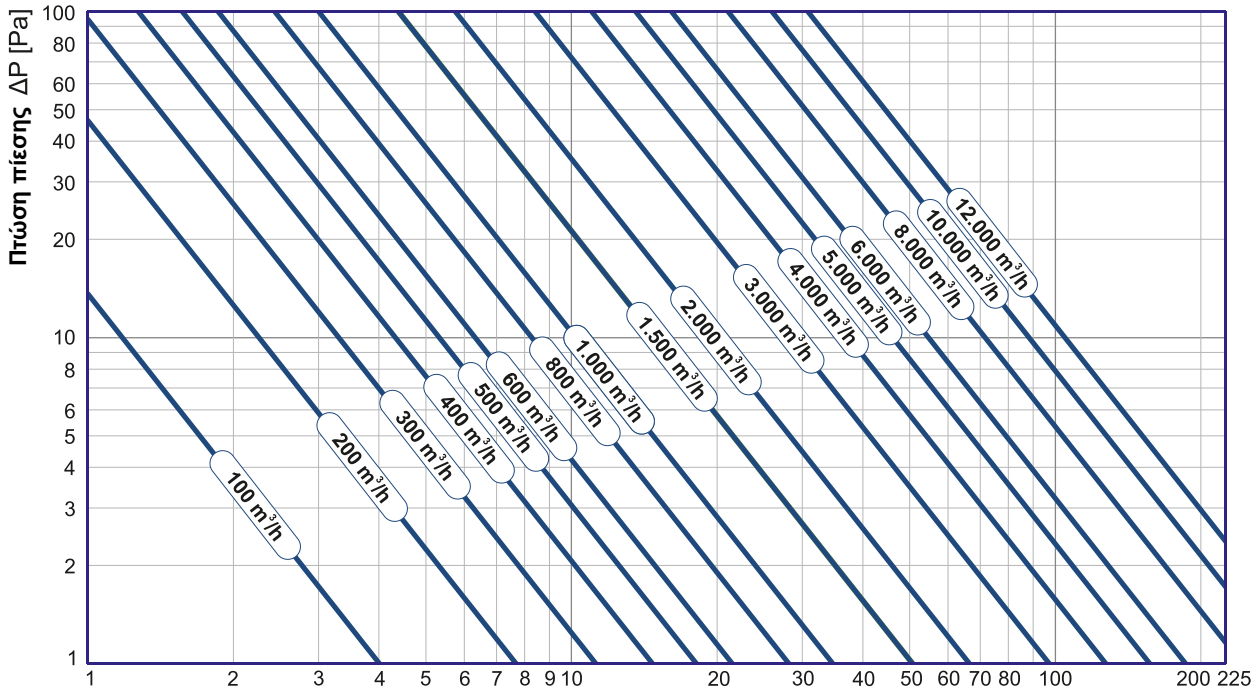 Πτώση πίεσης ΔP [Pa]
100
80
60
50
40
30
20
10
8
6
5
4
3
2
1
100 m³/h
200 m³/h
300 m³/h
400 m³/h
500 m³/h
600 m³/h
800 m³/h
1.000 m³/h
1.500 m³/h
2.000 m³/h
3.000 m³/h
4.000 m³/h
5.000 m³/h
6.000 m³/h
8.000 m³/h
10.000 m³/h
12.000 m³/h
1 2 3 4 5 6 7 8 9 10 20 30 40 50 60 70 80 100 200 225